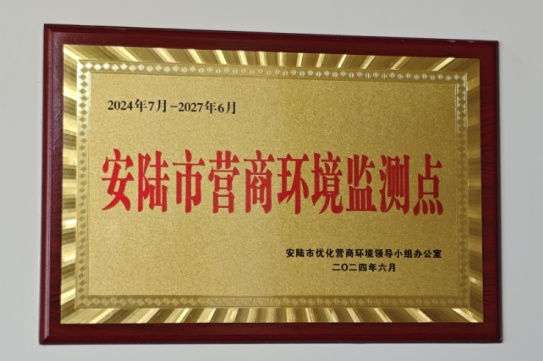 2024年7月-2027年6月
安陆市营商环境监测点
安陆市优化营商环境领导小组办公室
二〇二四年六月